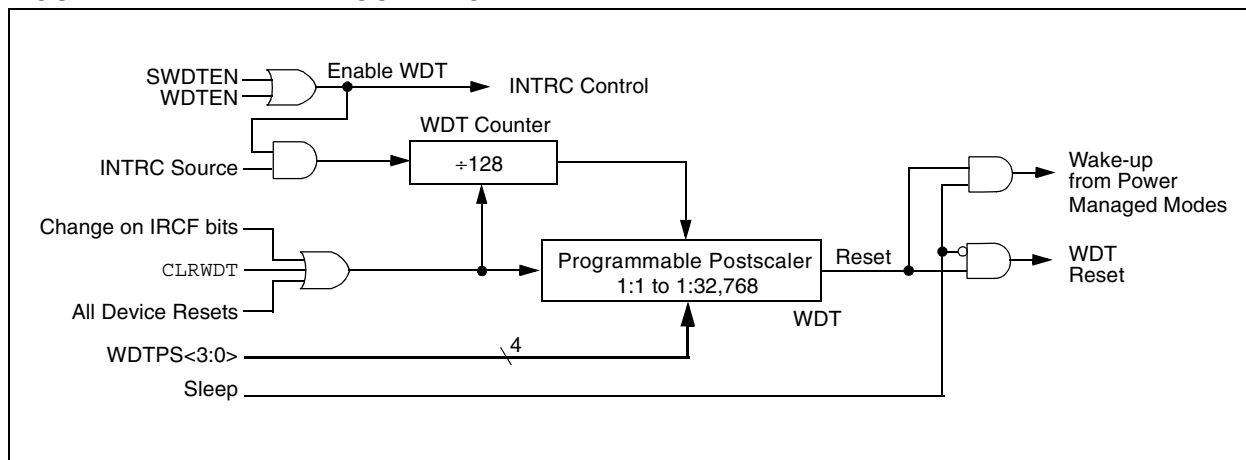 SWDTEN
WDTEN
Enable WDT
INTRC Control
WDT Counter
INTRC Source
÷128
Wake-up
from Power
Managed Modes
Change on IRCF bits
CLRWDT
All Device Resets
Programmable Postscaler
1:1 to 1:32,768
Reset
WDT
Reset
WDT
WDTPS<3:0>
4
Sleep